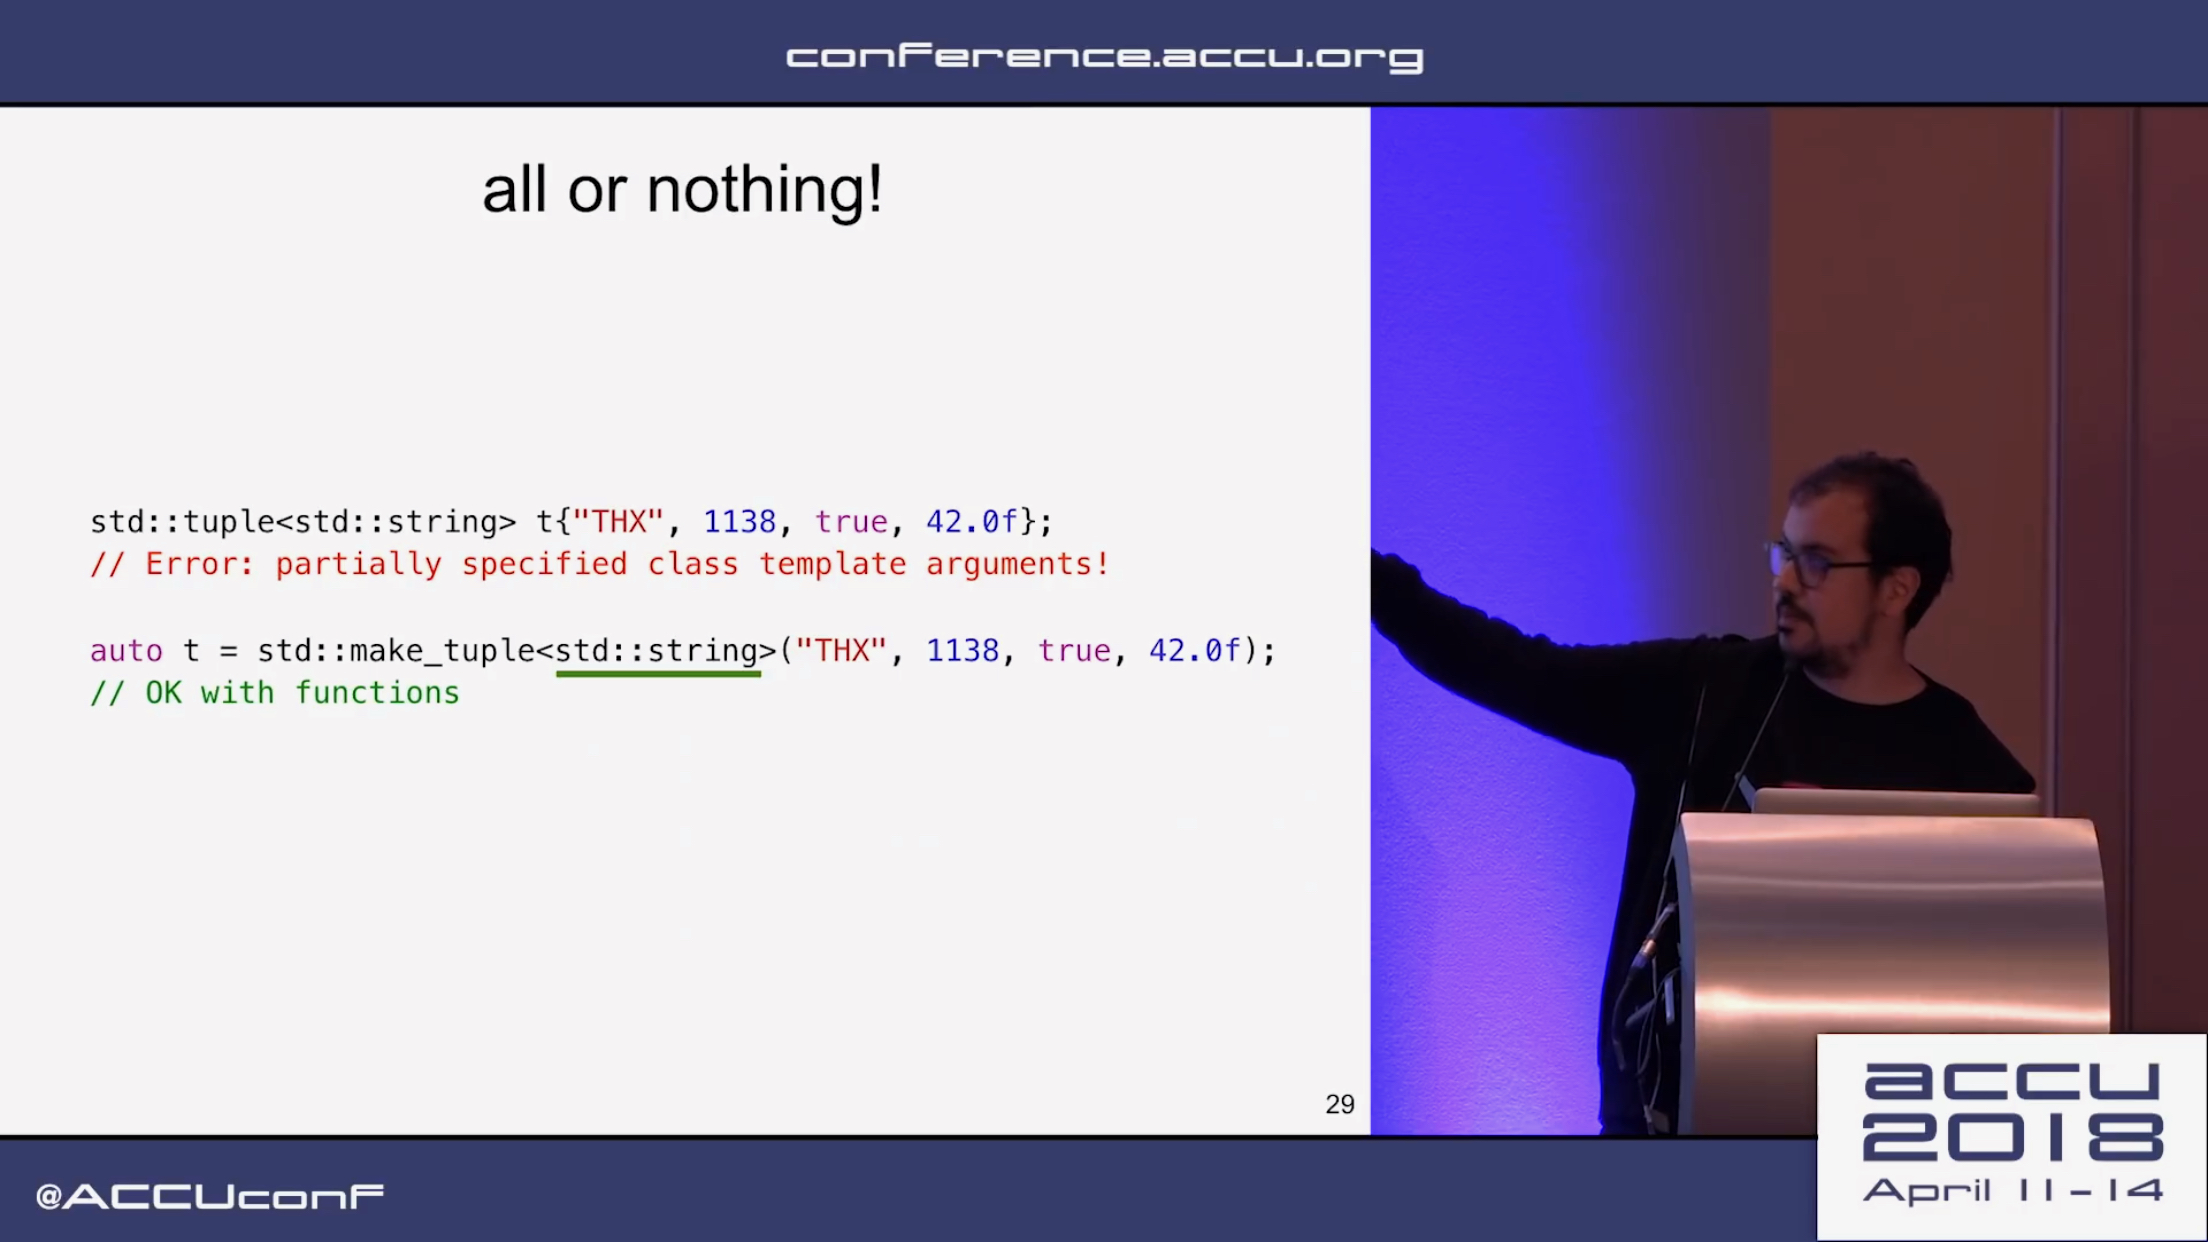 conference.accu.org
all or nothing!
std::tuple<std::string> t{"THX", 1138, true, 42.0f};
// Error: partially specified class template arguments!
auto t = std::make_tuple<std::string>("THX", 1138, true, 42.0f);
// OK with functions
29
accu
2018
April 11-14
@ACCUconf